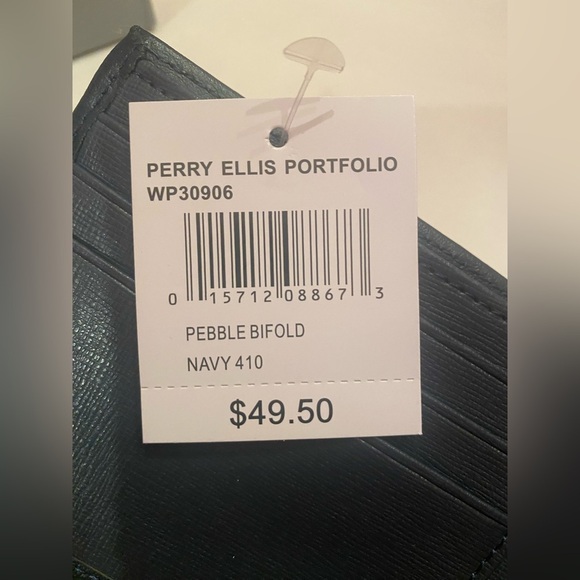 PERRY ELLIS PORTFOLIO
WP30906
0 15712 08867 3
PEBBLE BIFOLD
NAVY 410
$49.50